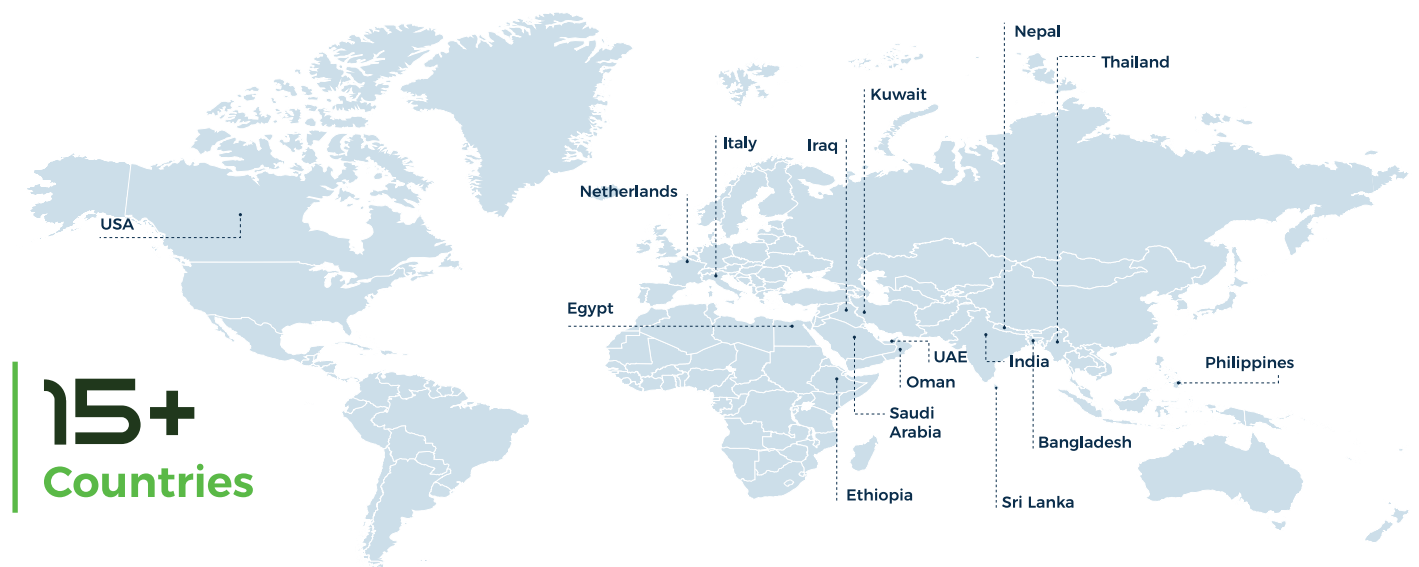 Nepal
Thailand
Kuwait
Italy
Iraq
Netherlands
USA
Egypt
UAE
India
Philippines
Oman
Saudi
Arabia
Bangladesh
Ethiopia
Sri Lanka
15+
Countries